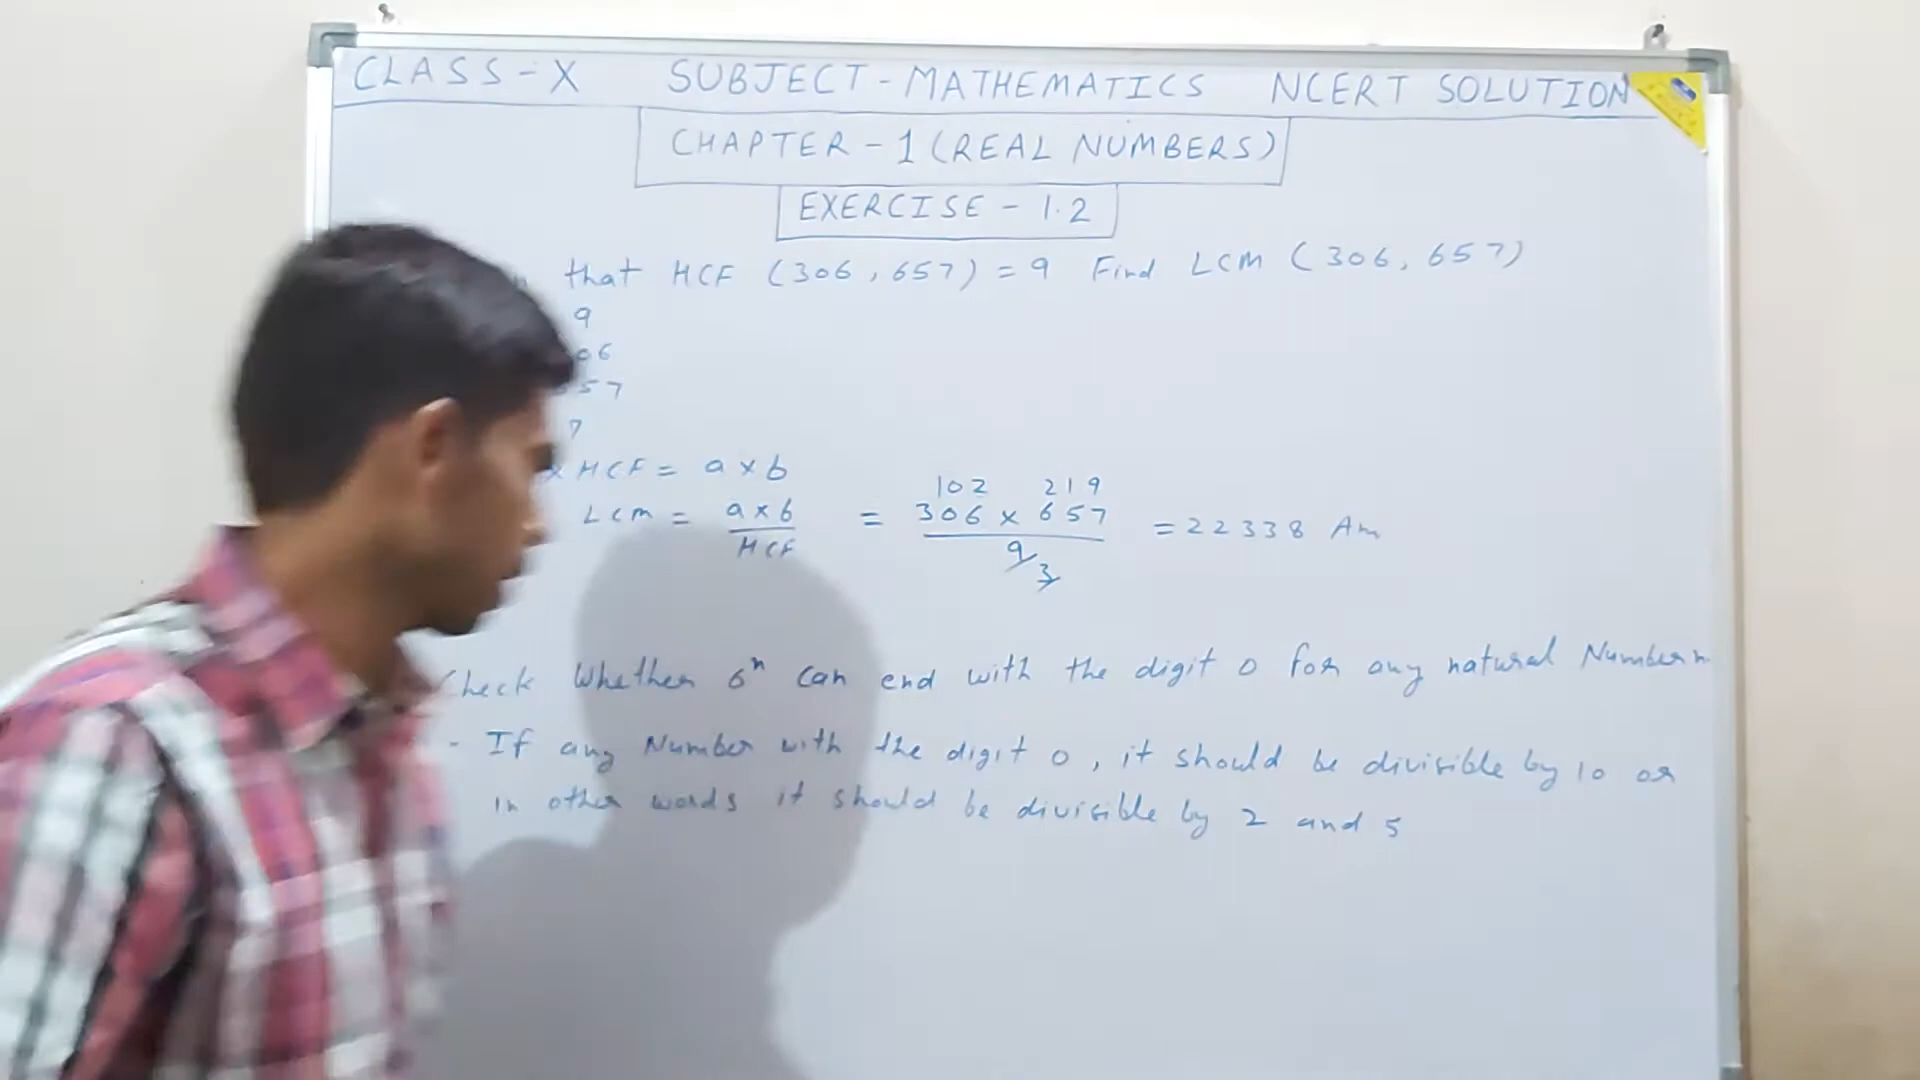 CLASS-X SUBJECT-MATHEMATICS NCERT SOLUTION
CHAPTER-1 (REAL NUMBERS)
EXERCISE-1.2
that HCF (306, 657) = 9 Find LCM (306, 657)
9
06
57
7
x HCF = a x b
102 219
LCM = a x b / HCF = 306 x 657 / 9 = 22338 Ans
3
Check Whether 6ⁿ can end with the digit 0 for any natural Number n
- If any Number with the digit 0, it should be divisible by 10 or
In other words it should be divisible by 2 and 5